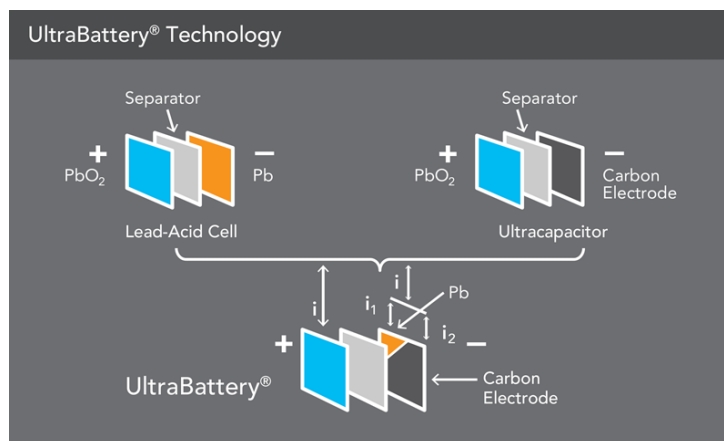 UltraBattery® Technology
Separator
+
PbO₂
−
Pb
Lead-Acid Cell
Separator
+
PbO₂
−
Carbon
Electrode
Ultracapacitor
i
i
i₁
Pb
i₂
+
−
UltraBattery®
Carbon
Electrode